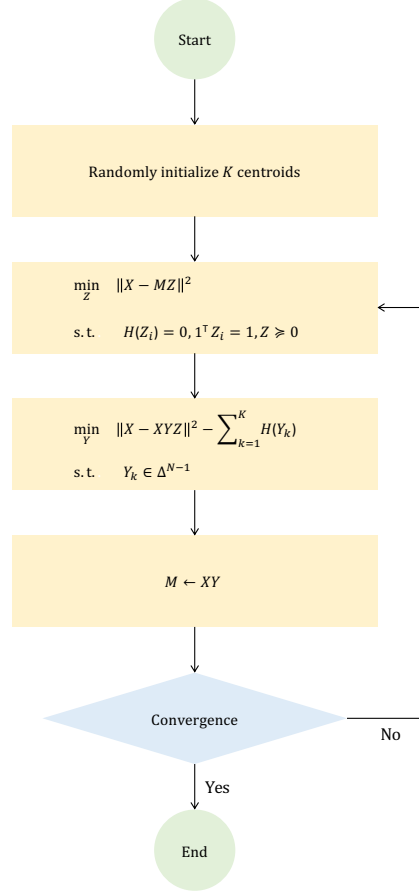 Start
Randomly initialize K centroids
min_Z ‖X − MZ‖²
s. t. H(Z_i) = 0, 1ᵀ Z_i = 1, Z ≽ 0
min_Y ‖X − XYZ‖² − ∑_{k=1}^{K} H(Y_k)
s. t. Y_k ∈ Δ^{N−1}
M ← XY
Convergence
No
Yes
End